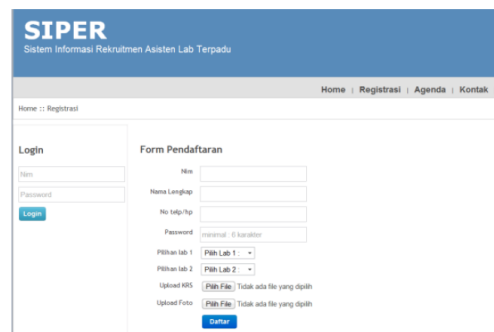 SIPER
Sistem Informasi Rekruitmen Asisten Lab Terpadu
Home | Registrasi | Agenda | Kontak
Home :: Registrasi
Login
Nim
Password
Login
Form Pendaftaran
Nim
Nama Lengkap
No telp/hp
Password minimal : 6 karakter
Pilihan lab 1 Pilih Lab 1 :
Pilihan lab 2 Pilih Lab 2 :
Upload KRS Pilih File Tidak ada file yang dipilih
Upload Foto Pilih File Tidak ada file yang dipilih
Daftar